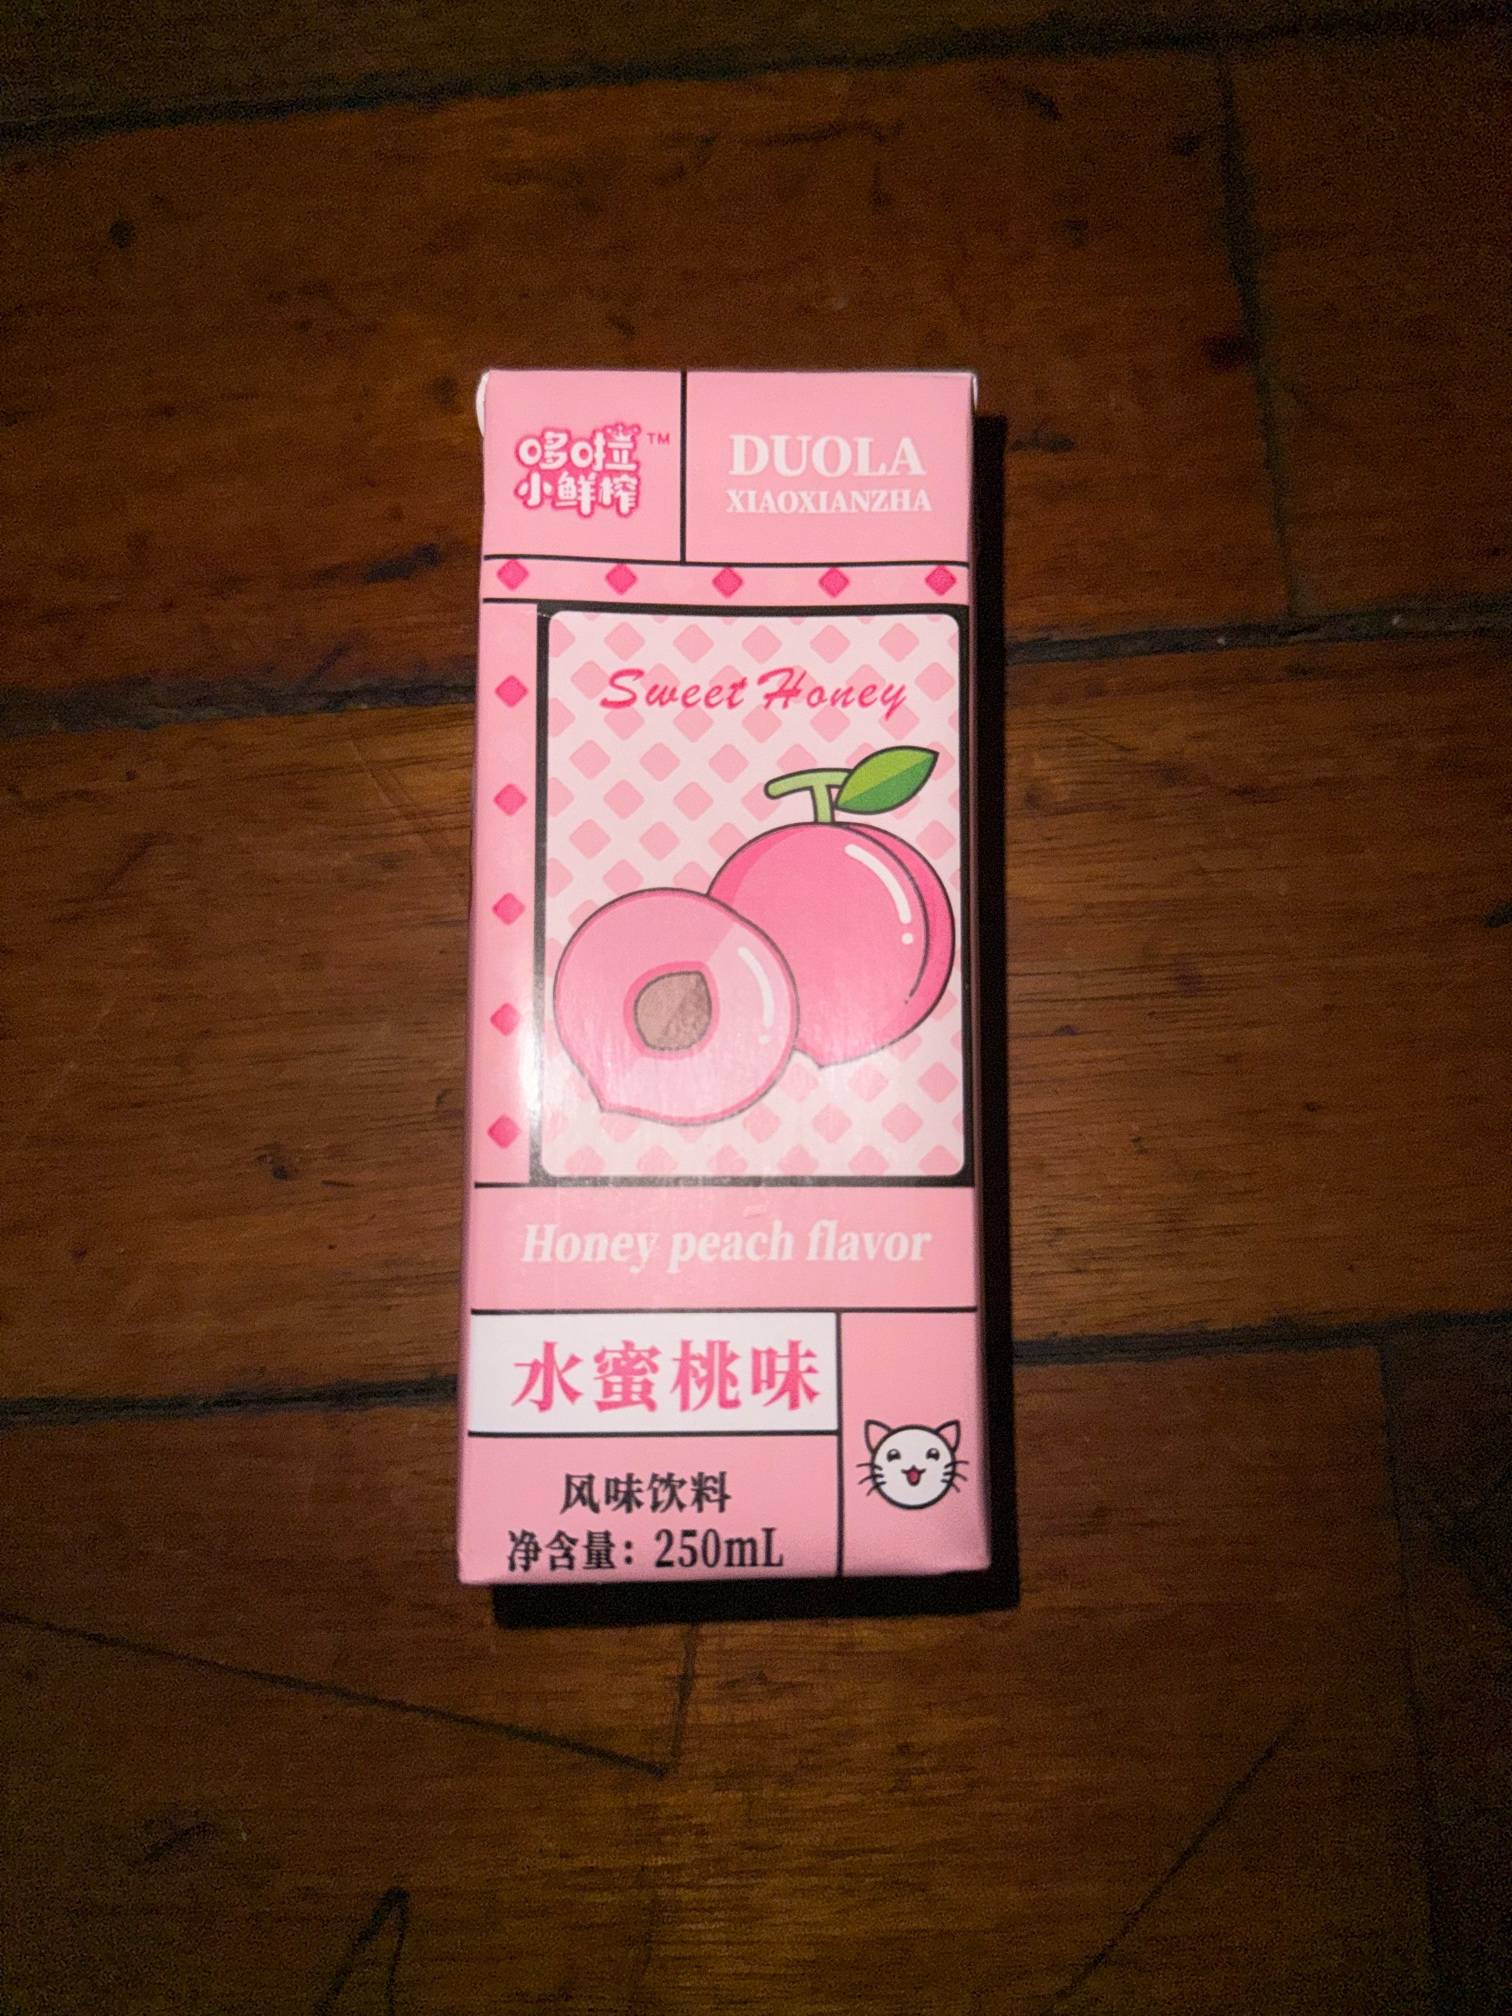 哆啦™
小鲜榨
DUOLA
XIAOXIANZHA
Sweet Honey
Honey peach flavor
水蜜桃味
风味饮料
净含量：250mL